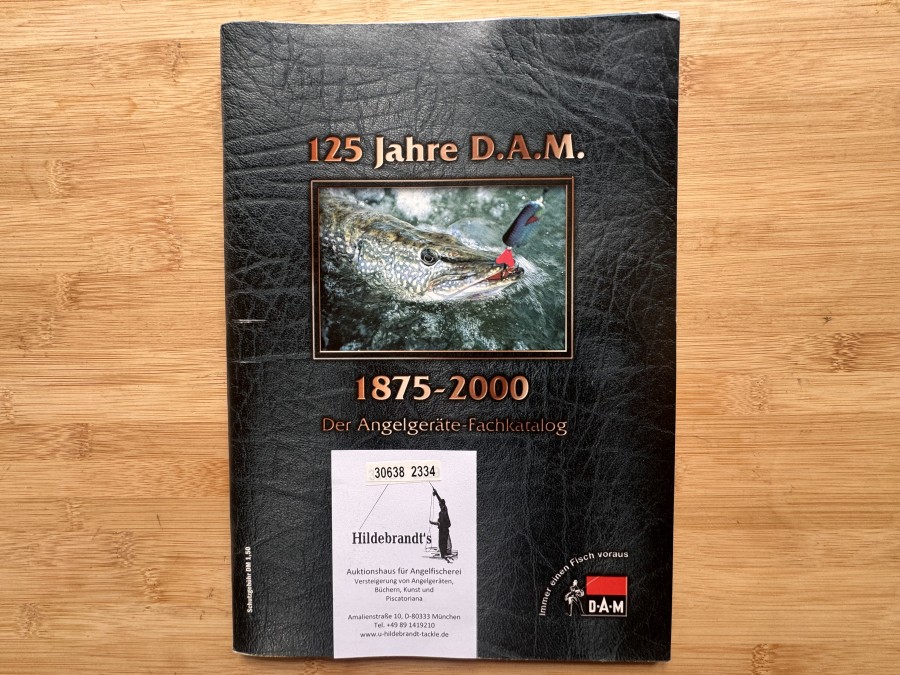 125 Jahre D.A.M.
1875-2000
Der Angelgeräte-Fachkatalog
30638 2334
Hildebrandt's
Auktionshaus für Angelfischerei
Versteigerung von Angelgeräten,
Büchern, Kunst und
Piscatoriana
Amalienstraße 10, D-80333 München
Tel. +49 89 1419210
www.u-hildebrandt-tackle.de
Schutzgebühr DM 1,50
Immer einen Fisch voraus
D·A·M